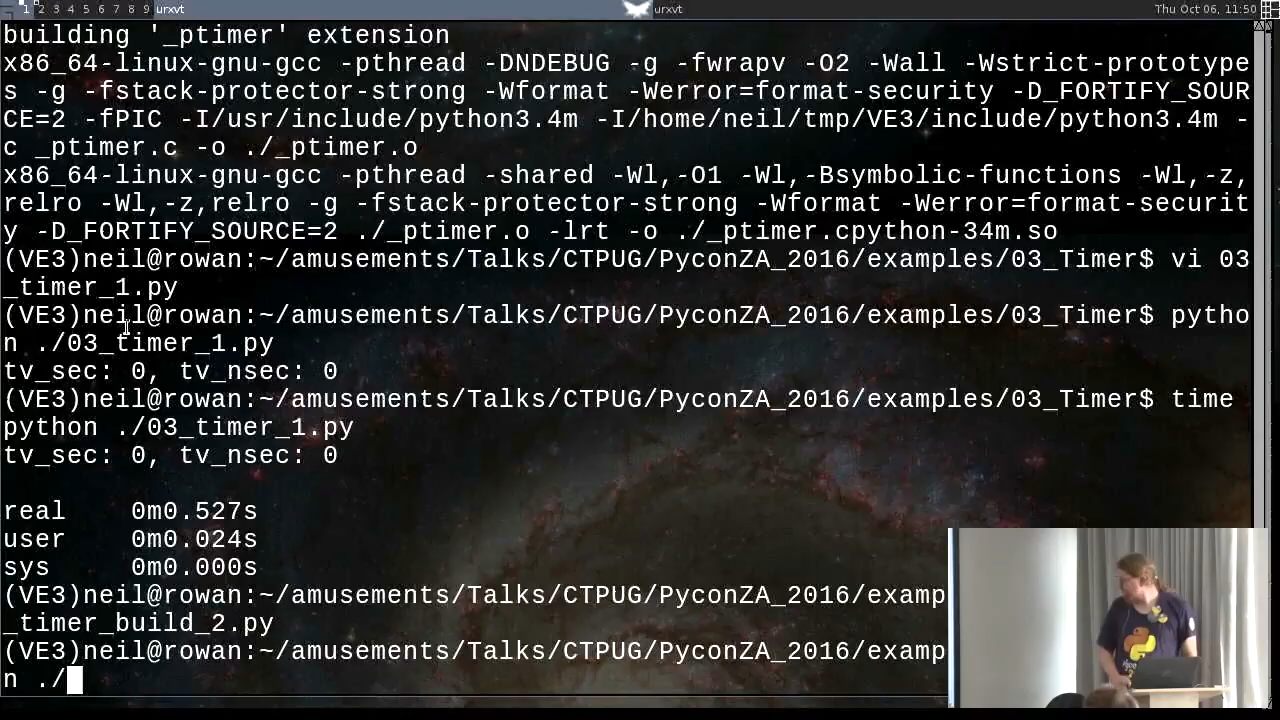 1 2 3 4 5 6 7 8 9 urxvt urxvt Thu Oct 06, 11:50
building '_ptimer' extension
x86_64-linux-gnu-gcc -pthread -DNDEBUG -g -fwrapv -O2 -Wall -Wstrict-prototype
s -g -fstack-protector-strong -Wformat -Werror=format-security -D_FORTIFY_SOUR
CE=2 -fPIC -I/usr/include/python3.4m -I/home/neil/tmp/VE3/include/python3.4m -
c _ptimer.c -o ./_ptimer.o
x86_64-linux-gnu-gcc -pthread -shared -Wl,-O1 -Wl,-Bsymbolic-functions -Wl,-z,
relro -Wl,-z,relro -g -fstack-protector-strong -Wformat -Werror=format-securit
y -D_FORTIFY_SOURCE=2 ./_ptimer.o -lrt -o ./_ptimer.cpython-34m.so
(VE3)neil@rowan:~/amusements/Talks/CTPUG/PyconZA_2016/examples/03_Timer$ vi 03
_timer_1.py
(VE3)neil@rowan:~/amusements/Talks/CTPUG/PyconZA_2016/examples/03_Timer$ pytho
n ./03_timer_1.py
tv_sec: 0, tv_nsec: 0
(VE3)neil@rowan:~/amusements/Talks/CTPUG/PyconZA_2016/examples/03_Timer$ time
python ./03_timer_1.py
tv_sec: 0, tv_nsec: 0
real 0m0.527s
user 0m0.024s
sys 0m0.000s
(VE3)neil@rowan:~/amusements/Talks/CTPUG/PyconZA_2016/examp
_timer_build_2.py
(VE3)neil@rowan:~/amusements/Talks/CTPUG/PyconZA_2016/examp
n ./